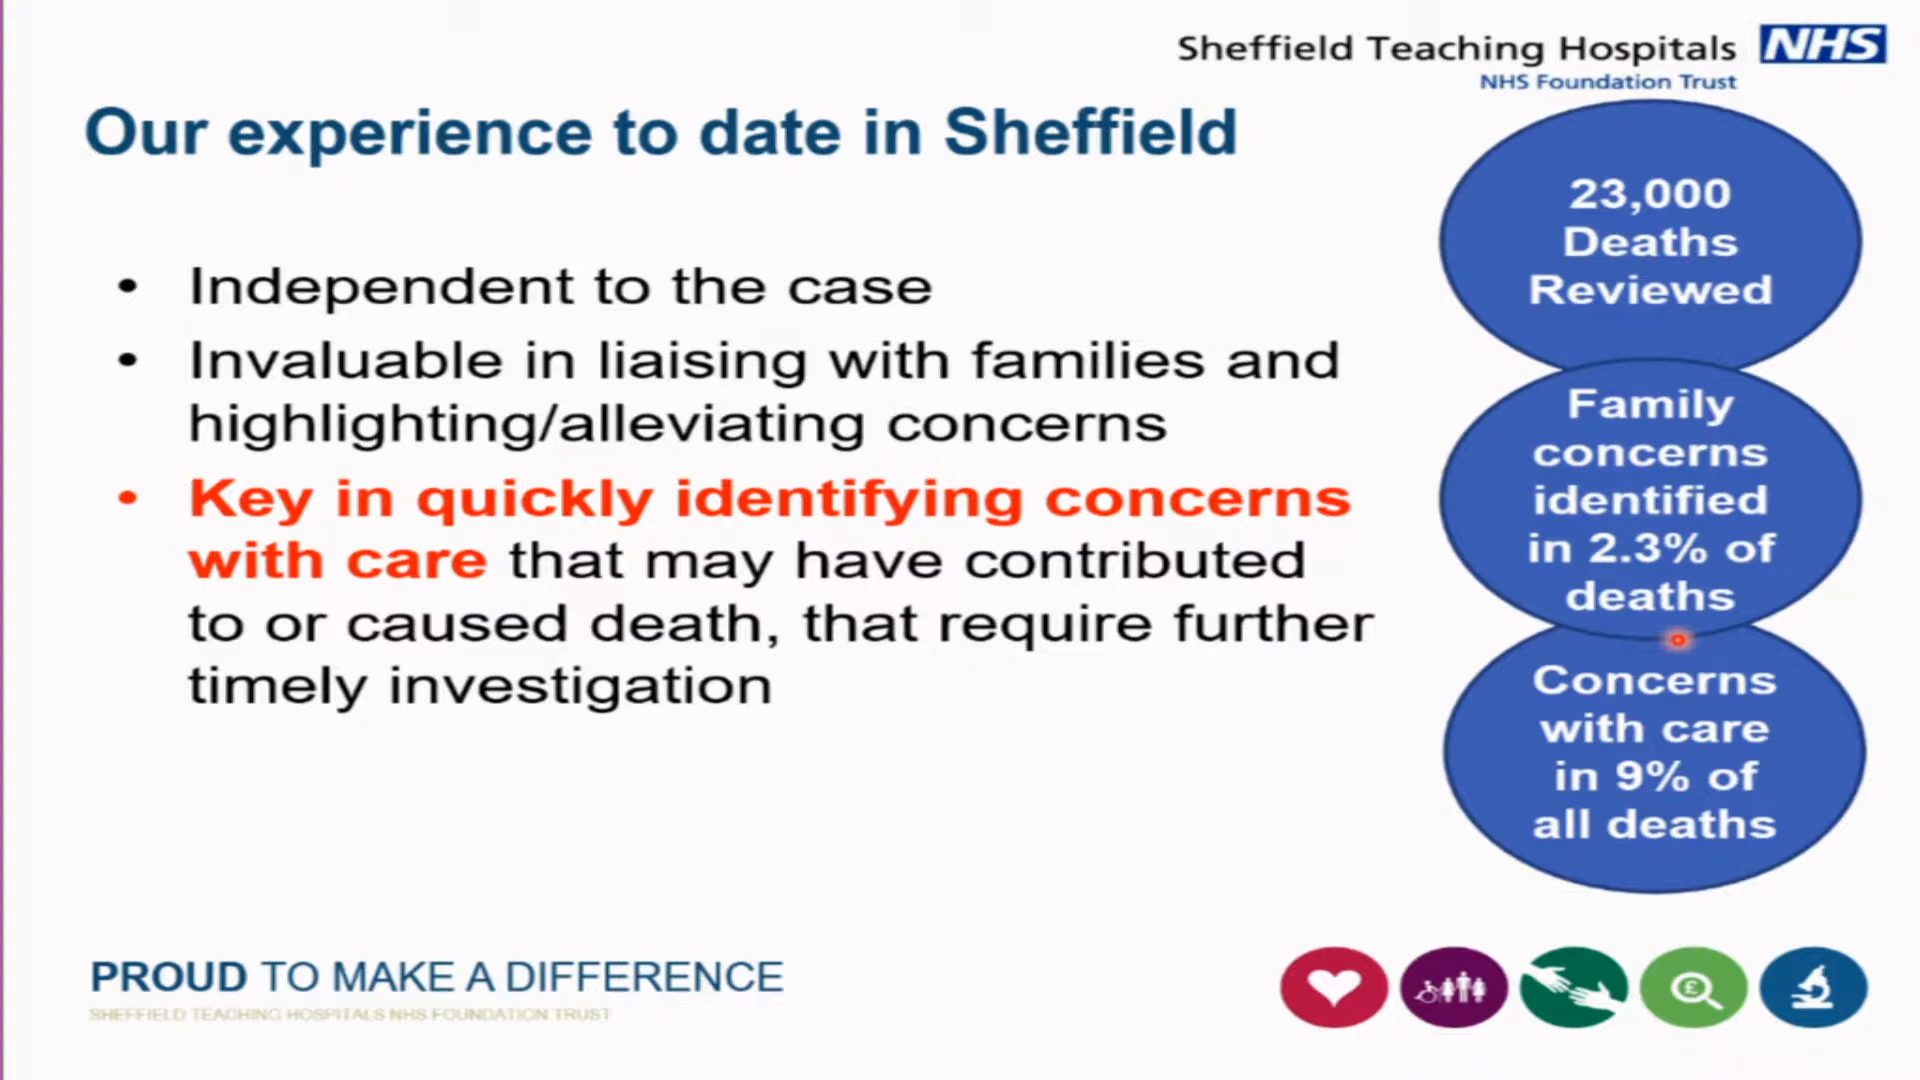 Sheffield Teaching Hospitals NHS
NHS Foundation Trust
Our experience to date in Sheffield
• Independent to the case
• Invaluable in liaising with families and
highlighting/alleviating concerns
• Key in quickly identifying concerns
with care that may have contributed
to or caused death, that require further
timely investigation
23,000
Deaths
Reviewed
Family
concerns
identified
in 2.3% of
deaths
Concerns
with care
in 9% of
all deaths
PROUD TO MAKE A DIFFERENCE
SHEFFIELD TEACHING HOSPITALS NHS FOUNDATION TRUST
£